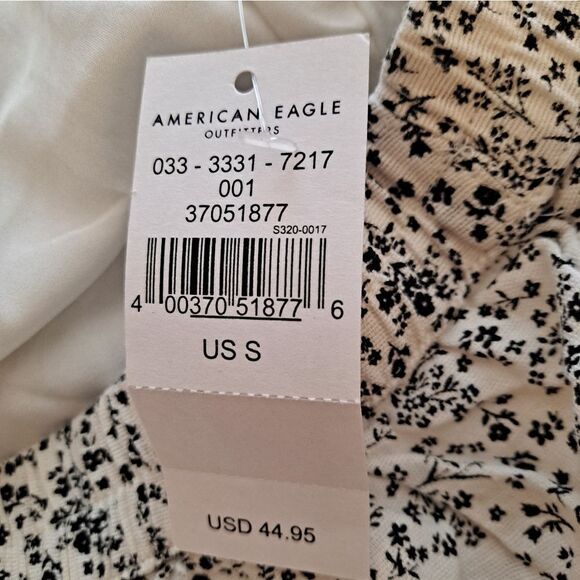 AMERICAN EAGLE
OUTFITTERS
033 - 3331 - 7217
001
37051877
S320-0017
4 00370 51877 6
US S
USD 44.95